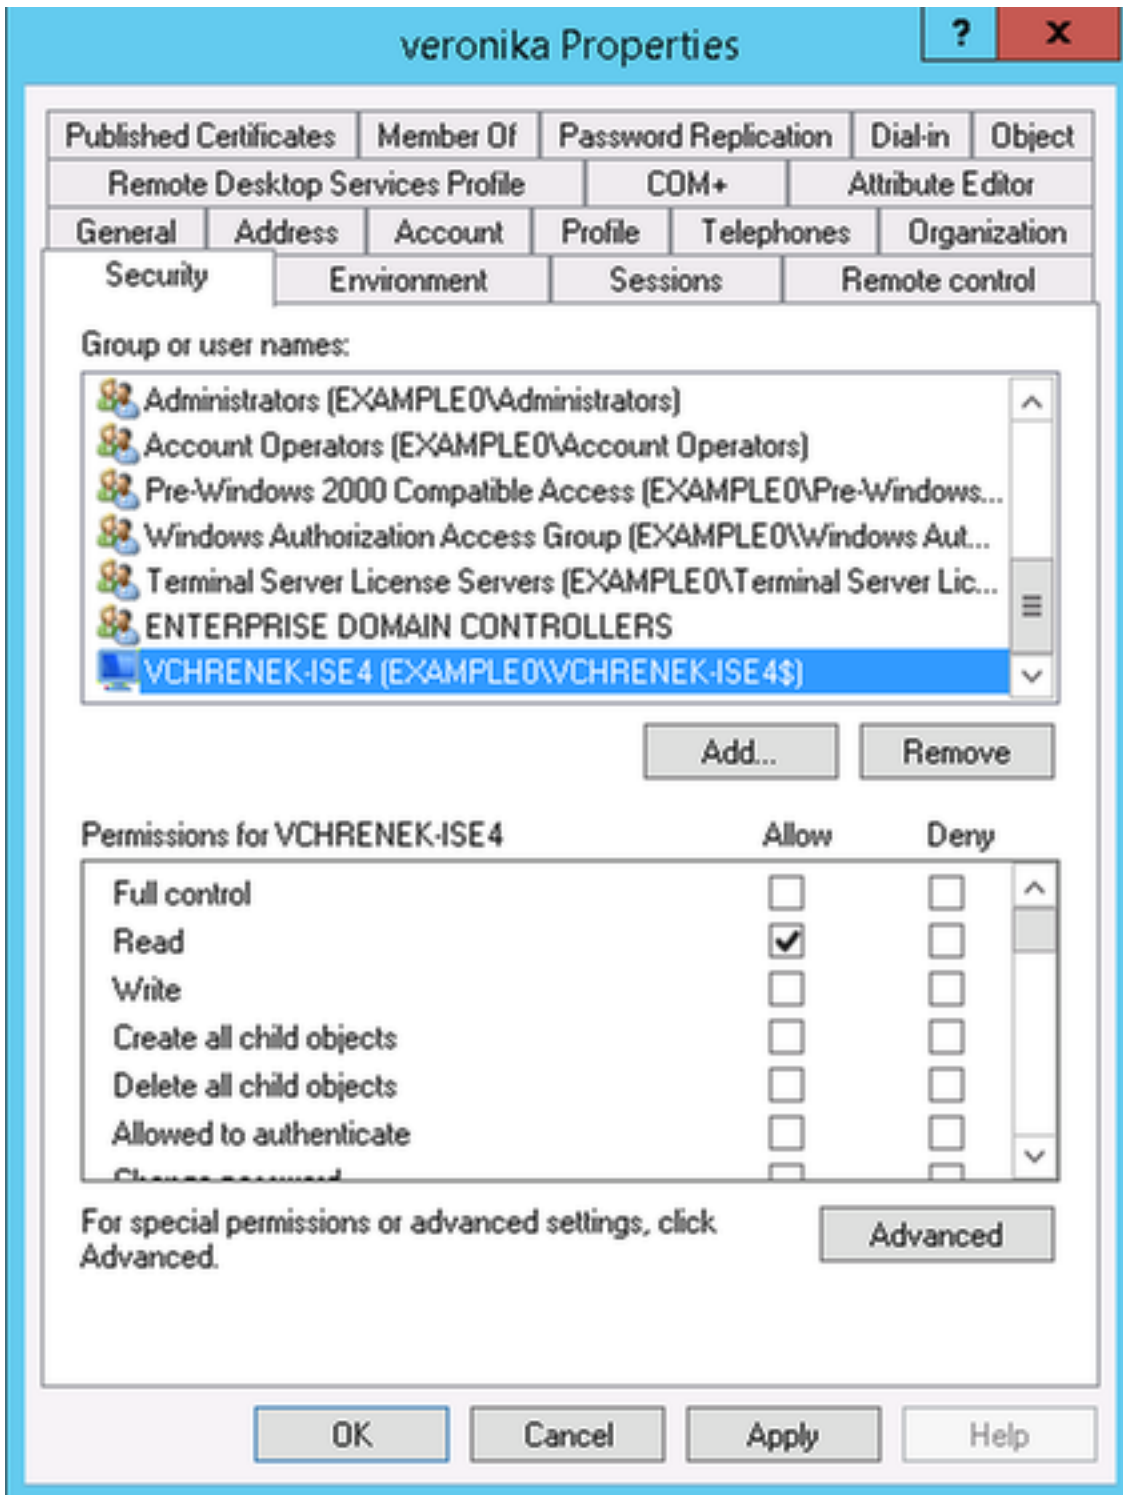 veronika Properties
?
x
Published Certificates Member Of Password Replication Dial-in Object
Remote Desktop Services Profile COM+ Attribute Editor
General Address Account Profile Telephones Organization
Security Environment Sessions Remote control
Group or user names:
Administrators (EXAMPLE0\Administrators)
Account Operators (EXAMPLE0\Account Operators)
Pre-Windows 2000 Compatible Access (EXAMPLE0\Pre-Windows...
Windows Authorization Access Group (EXAMPLE0\Windows Aut...
Terminal Server License Servers (EXAMPLE0\Terminal Server Lic...
ENTERPRISE DOMAIN CONTROLLERS
VCHRENEK-ISE4 (EXAMPLE0\VCHRENEK-ISE4$)
Add... Remove
Permissions for VCHRENEK-ISE4 Allow Deny
Full control
Read
Write
Create all child objects
Delete all child objects
Allowed to authenticate
Change password
For special permissions or advanced settings, click
Advanced.
Advanced
OK Cancel Apply Help